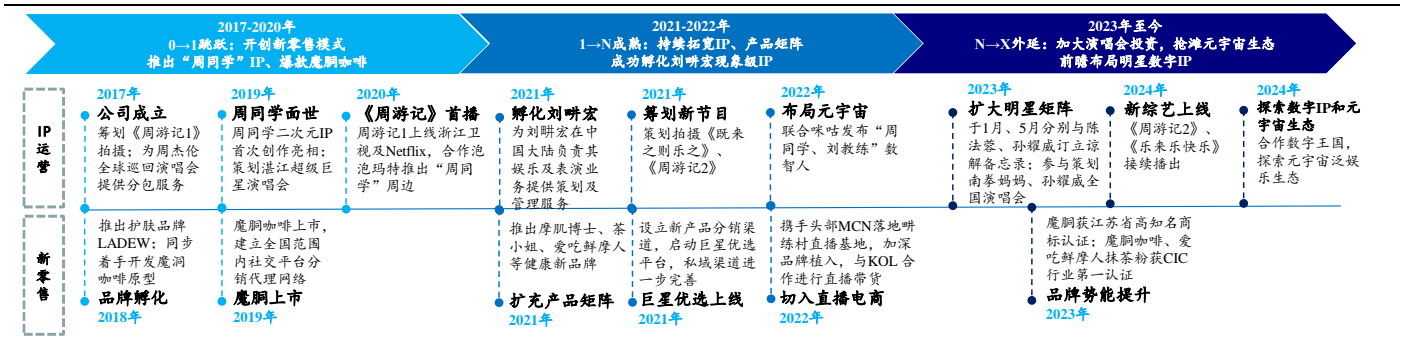 2017-2020年
0→1跳跃：开创新零售模式
推出“周同学”IP、爆款魔胴咖啡
2021-2022年
1→N成熟：持续拓宽IP、产品矩阵
成功孵化刘畊宏现象级IP
2023年至今
N→X外延：加大演唱会投资，抢滩元宇宙生态
前瞻布局明星数字IP
IP
运
营
2017年
公司成立
筹划《周游记1》
拍摄；为周杰伦
全球巡回演唱会
提供分包服务
2019年
周同学面世
周同学二次元IP
首次创作亮相；
策划湛江超级巨
星演唱会
2020年
《周游记》首播
周游记1上线浙江卫
视及Netflix，合作泡
泡玛特推出“周同
学”周边
2021年
孵化刘畊宏
为刘畊宏在中
国大陆负责其
娱乐及表演业
务提供策划及
管理服务
2021年
筹划新节目
策划拍摄《既来
之则乐之》、
《周游记2》
2022年
布局元宇宙
联合咪咕发布“周
同学、刘教练”数
智人
2023年
扩大明星矩阵
于1月、5月分别与陈
法蓉、孙耀威订立谅
解备忘录；参与策划
南拳妈妈、孙耀威全
国演唱会
2024年
新综艺上线
《周游记2》、
《乐来乐快乐》
接续播出
2024年
探索数字IP和元
宇宙生态
合作数字王国，
探索元宇宙泛娱
乐生态
新
零
售
推出护肤品牌
LADEW；同步
着手开发魔洞
咖啡原型
品牌孵化
2018年
魔胴咖啡上市，
建立全国范围
内社交平台分
销代理网络
魔胴上市
2019年
推出摩肌博士、茶
小姐、爱吃鲜摩人
等健康新品牌
扩充产品矩阵
2021年
设立新产品分销渠
道，启动巨星优选
平台，私域渠道进
一步完善
巨星优选上线
2021年
携手头部MCN落地畊
练村直播基地，加深
品牌植入，与KOL 合
作进行直播带货
切入直播电商
2022年
魔胴获江苏省高知名商
标认证；魔胴咖啡、爱
吃鲜摩人抹茶粉获CIC
行业第一认证
品牌势能提升
2023年